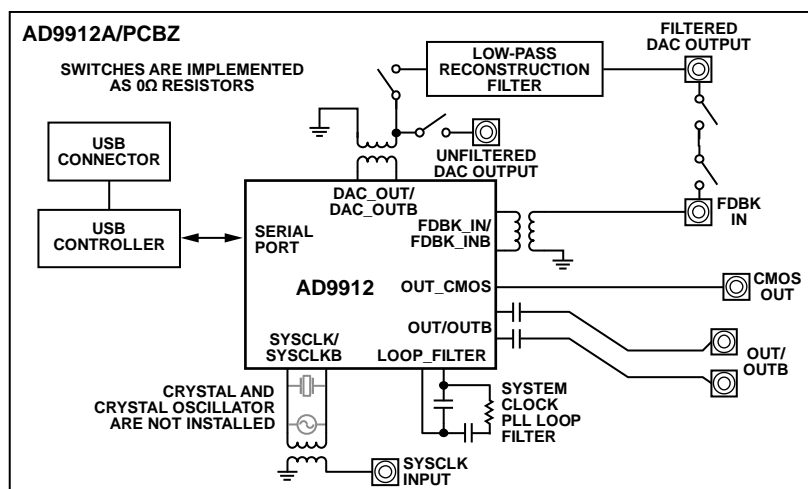 AD9912A/PCBZ
SWITCHES ARE IMPLEMENTED
AS 0Ω RESISTORS
LOW-PASS
RECONSTRUCTION
FILTER
FILTERED
DAC OUTPUT
USB
CONNECTOR
UNFILTERED
DAC OUTPUT
USB
CONTROLLER
SERIAL
PORT
DAC_OUT/
DAC_OUTB
FDBK_IN/
FDBK_INB
FDBK
IN
AD9912
OUT_CMOS
CMOS
OUT
OUT/OUTB
OUT/
OUTB
SYSCLK/
SYSCLKB
LOOP_FILTER
CRYSTAL AND
CRYSTAL OSCILLATOR
ARE NOT INSTALLED
SYSTEM
CLOCK
PLL LOOP
FILTER
SYSCLK
INPUT